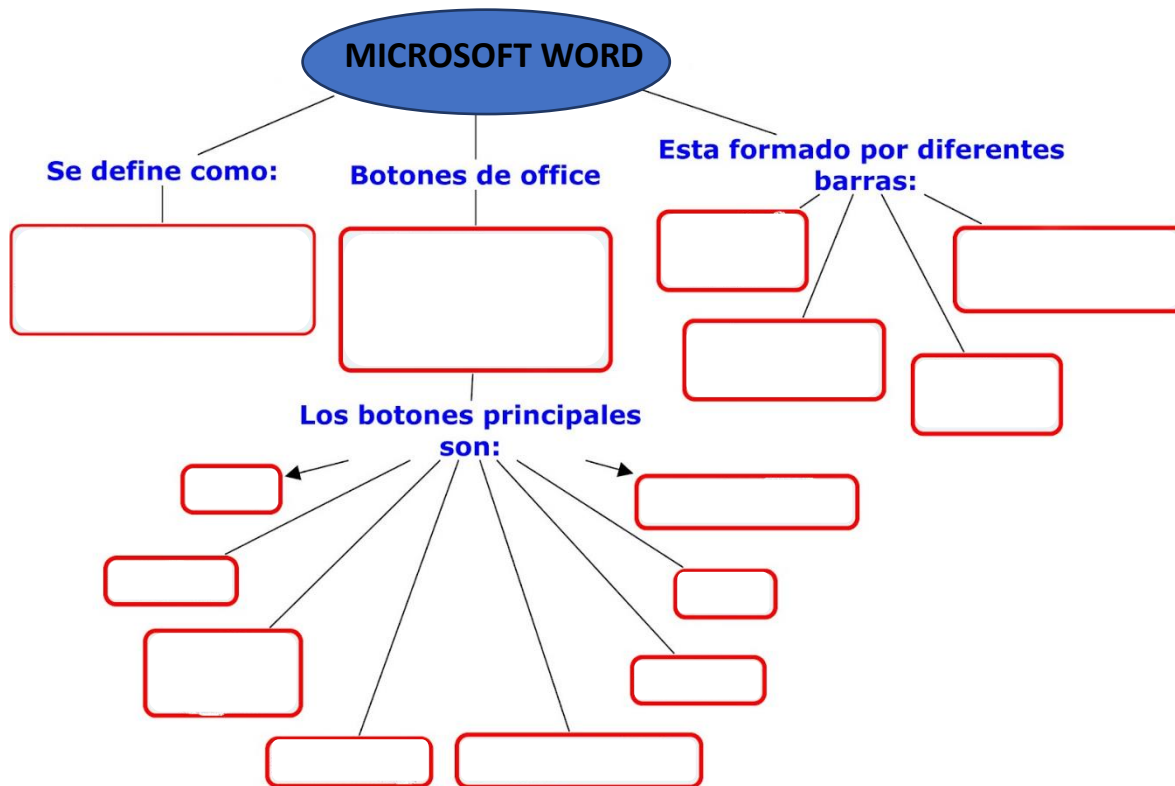 MICROSOFT WORD
Se define como:
Botones de office
Esta formado por diferentes
barras:
Los botones principales
son: